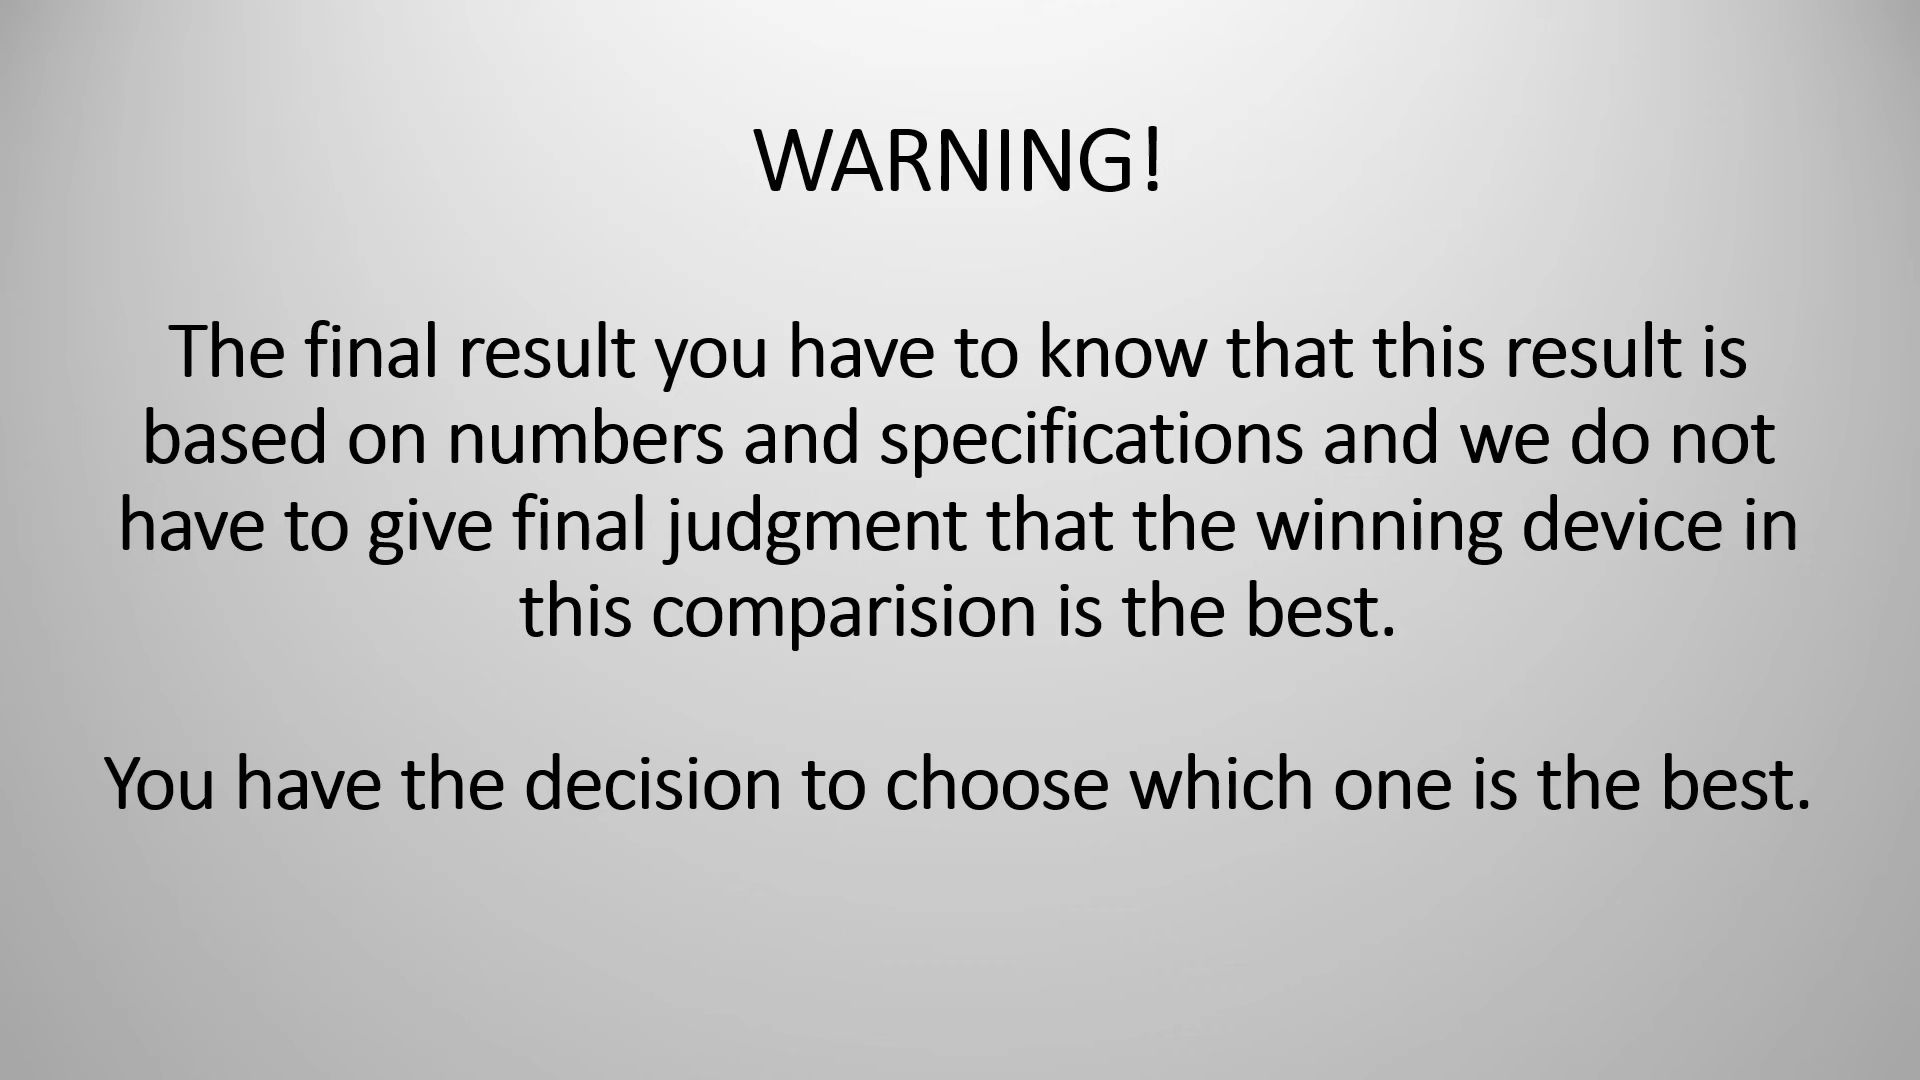 WARNING!
The final result you have to know that this result is
based on numbers and specifications and we do not
have to give final judgment that the winning device in
this comparision is the best.
You have the decision to choose which one is the best.